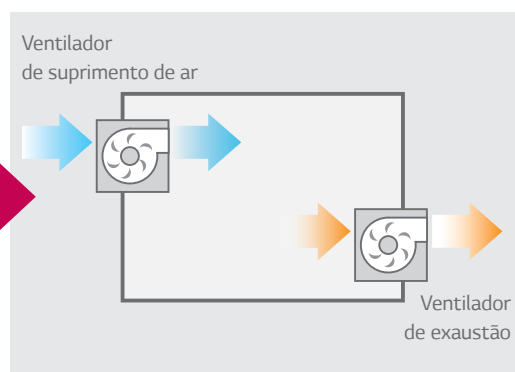 Ventilador
de suprimento de ar
Ventilador
de exaustão